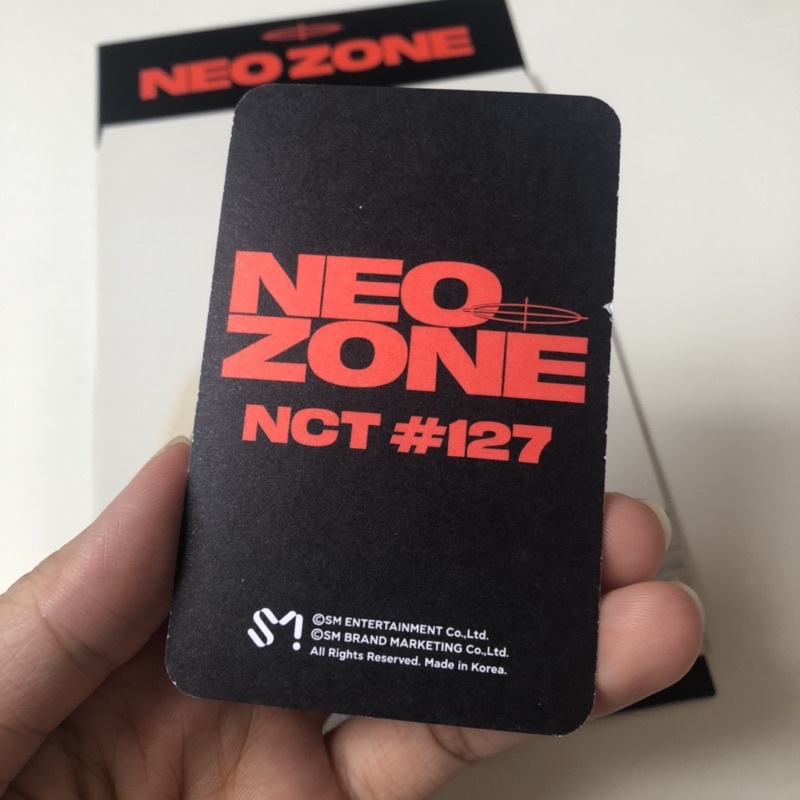 NEO ZONE
NEO
ZONE
NCT #127
SM!
©SM ENTERTAINMENT Co.,Ltd.
©SM BRAND MARKETING Co.,Ltd.
All Rights Reserved. Made in Korea.